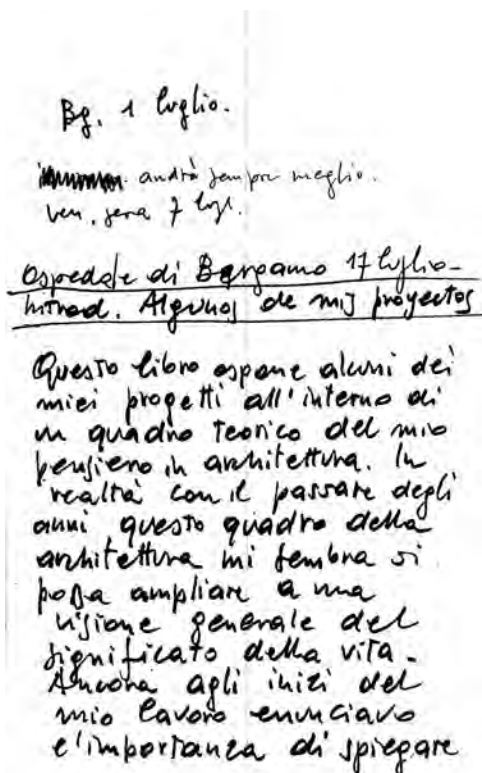 Bg. 1 luglio.
andrà sempre meglio.
ven. sera 7 lugl.
Ospedale di Bergamo 17 luglio-
introd. Algunos de mis proyectos
Questo libro espone alcuni dei
miei progetti all'interno di
un quadro teorico del mio
pensiero in architettura. In
realtà con il passare degli
anni questo quadro della
architettura mi sembra si
possa ampliare a una
visione generale del
significato della vita.
Ancora agli inizi del
mio lavoro enunciavo
l'importanza di spiegare